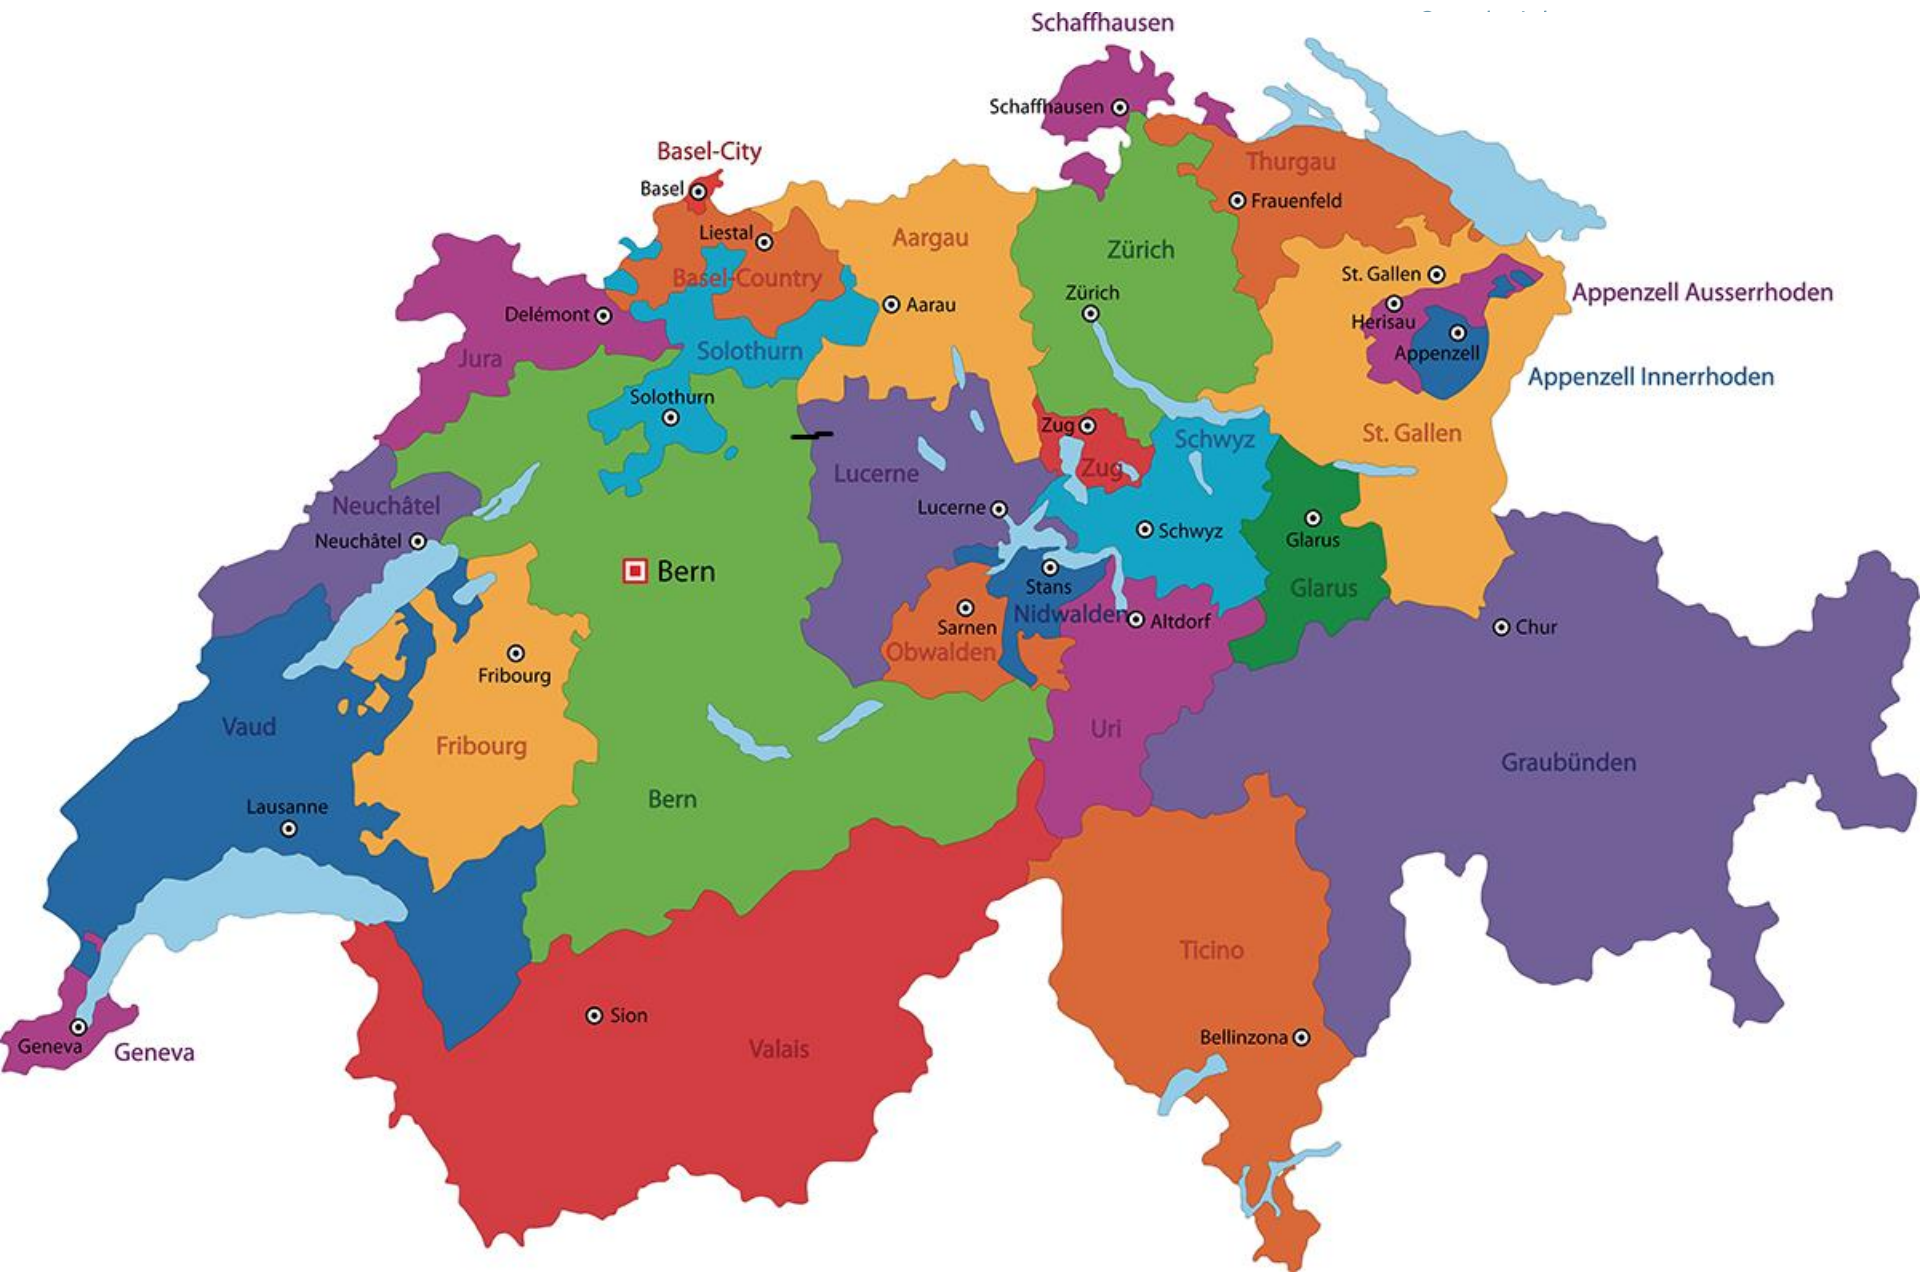 Schaffhausen
Schaffhausen
Basel-City
Basel
Thurgau
Frauenfeld
Liestal
Aargau
Zürich
Basel-Country
St. Gallen
Appenzell Ausserrhoden
Zürich
Aarau
Delémont
Herisau
Solothurn
Jura
Appenzell
Appenzell Innerrhoden
Solothurn
Zug
Schwyz
St. Gallen
Zug
Lucerne
Neuchâtel
Lucerne
Schwyz
Glarus
Neuchâtel
Bern
Stans
Glarus
Nidwalden
Altdorf
Sarnen
Chur
Obwalden
Fribourg
Vaud
Uri
Fribourg
Graubünden
Bern
Lausanne
Ticino
Sion
Bellinzona
Geneva
Geneva
Valais